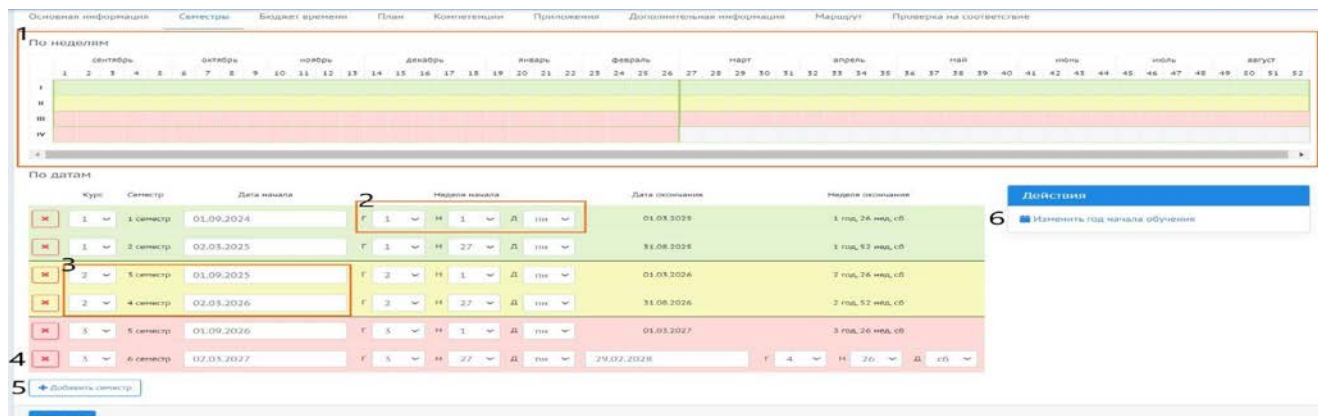 Основная информация Семестры Бюджет времени План Компетенции Приложения Дополнительная информация Маршрут Проверка на соответствие
1
По неделям
сентябрь октябрь ноябрь декабрь январь февраль март апрель май июнь июль август
1 2 3 4 5 6 7 8 9 10 11 12 13 14 15 16 17 18 19 20 21 22 23 24 25 26 27 28 29 30 31 32 33 34 35 36 37 38 39 40 41 42 43 44 45 46 47 48 49 50 51 52
I
II
III
IV
По датам
Курс Семестр Дата начала Неделя начала Дата окончания Неделя окончания
2
1 1 семестр 01.09.2024 Г 1 Н 1 Д пн 01.03.2025 1 год, 26 нед, сб
1 2 семестр 02.03.2025 Г 1 Н 27 Д пн 31.08.2025 1 год, 52 нед, сб
3
2 3 семестр 01.09.2025 Г 2 Н 1 Д пн 01.03.2026 2 год, 26 нед, сб
2 4 семестр 02.03.2026 Г 2 Н 27 Д пн 31.08.2026 2 год, 52 нед, сб
3 5 семестр 01.09.2026 Г 3 Н 1 Д пн 01.03.2027 3 год, 26 нед, сб
4 3 6 семестр 02.03.2027 Г 3 Н 27 Д пн 29.02.2028 Г 4 Н 26 Д сб
5 Добавить семестр
Действия
6 Изменить год начала обучения